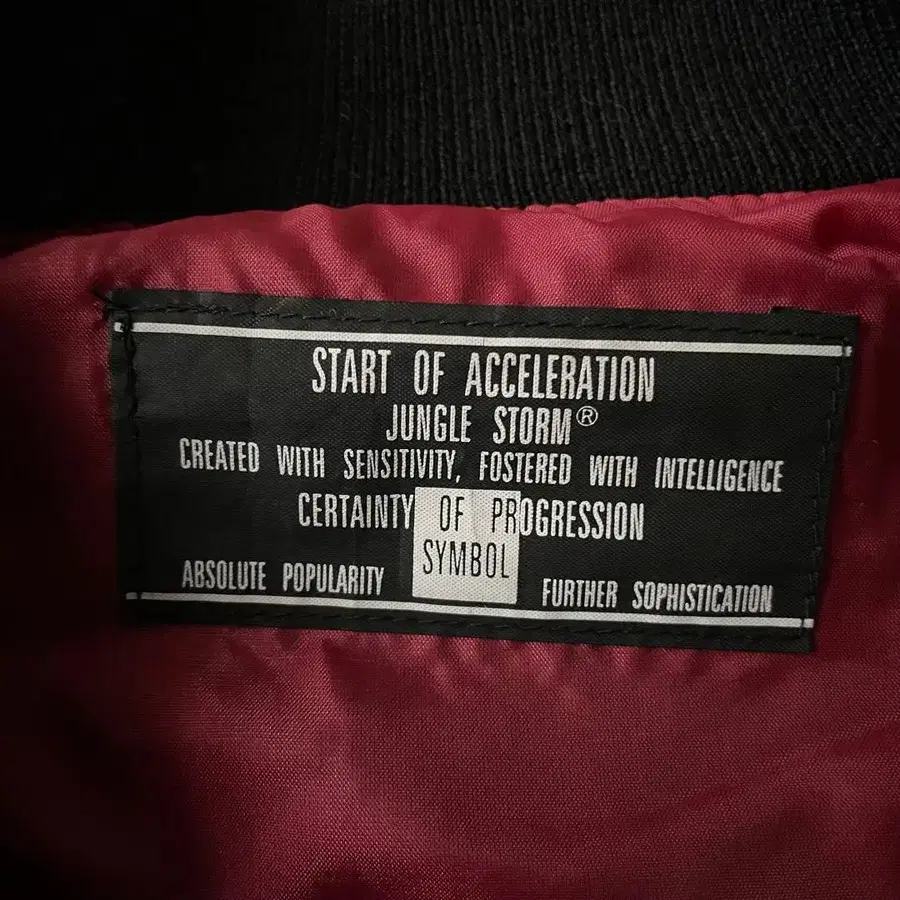 START OF ACCELERATION
JUNGLE STORM®
CREATED WITH SENSITIVITY, FOSTERED WITH INTELLIGENCE
CERTAINTY OF PROGRESSION
SYMBOL
ABSOLUTE POPULARITY FURTHER SOPHISTICATION